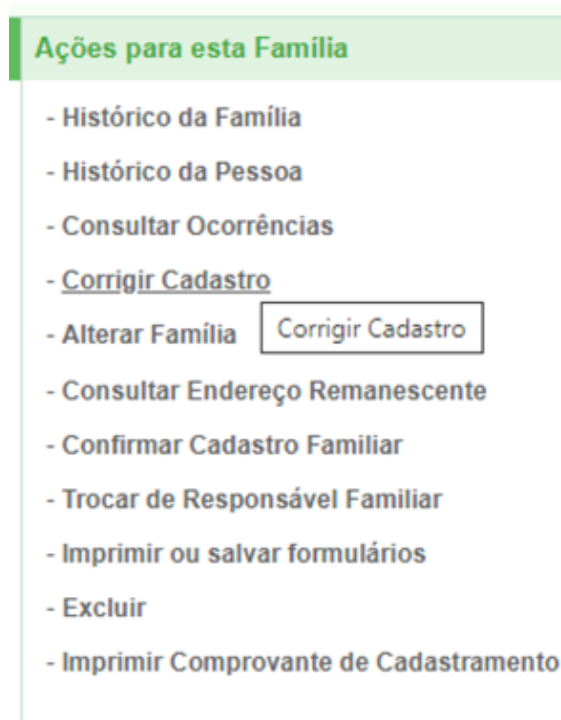 Ações para esta Família
- Histórico da Família
- Histórico da Pessoa
- Consultar Ocorrências
- Corrigir Cadastro
- Alterar Família
Corrigir Cadastro
- Consultar Endereço Remanescente
- Confirmar Cadastro Familiar
- Trocar de Responsável Familiar
- Imprimir ou salvar formulários
- Excluir
- Imprimir Comprovante de Cadastramento